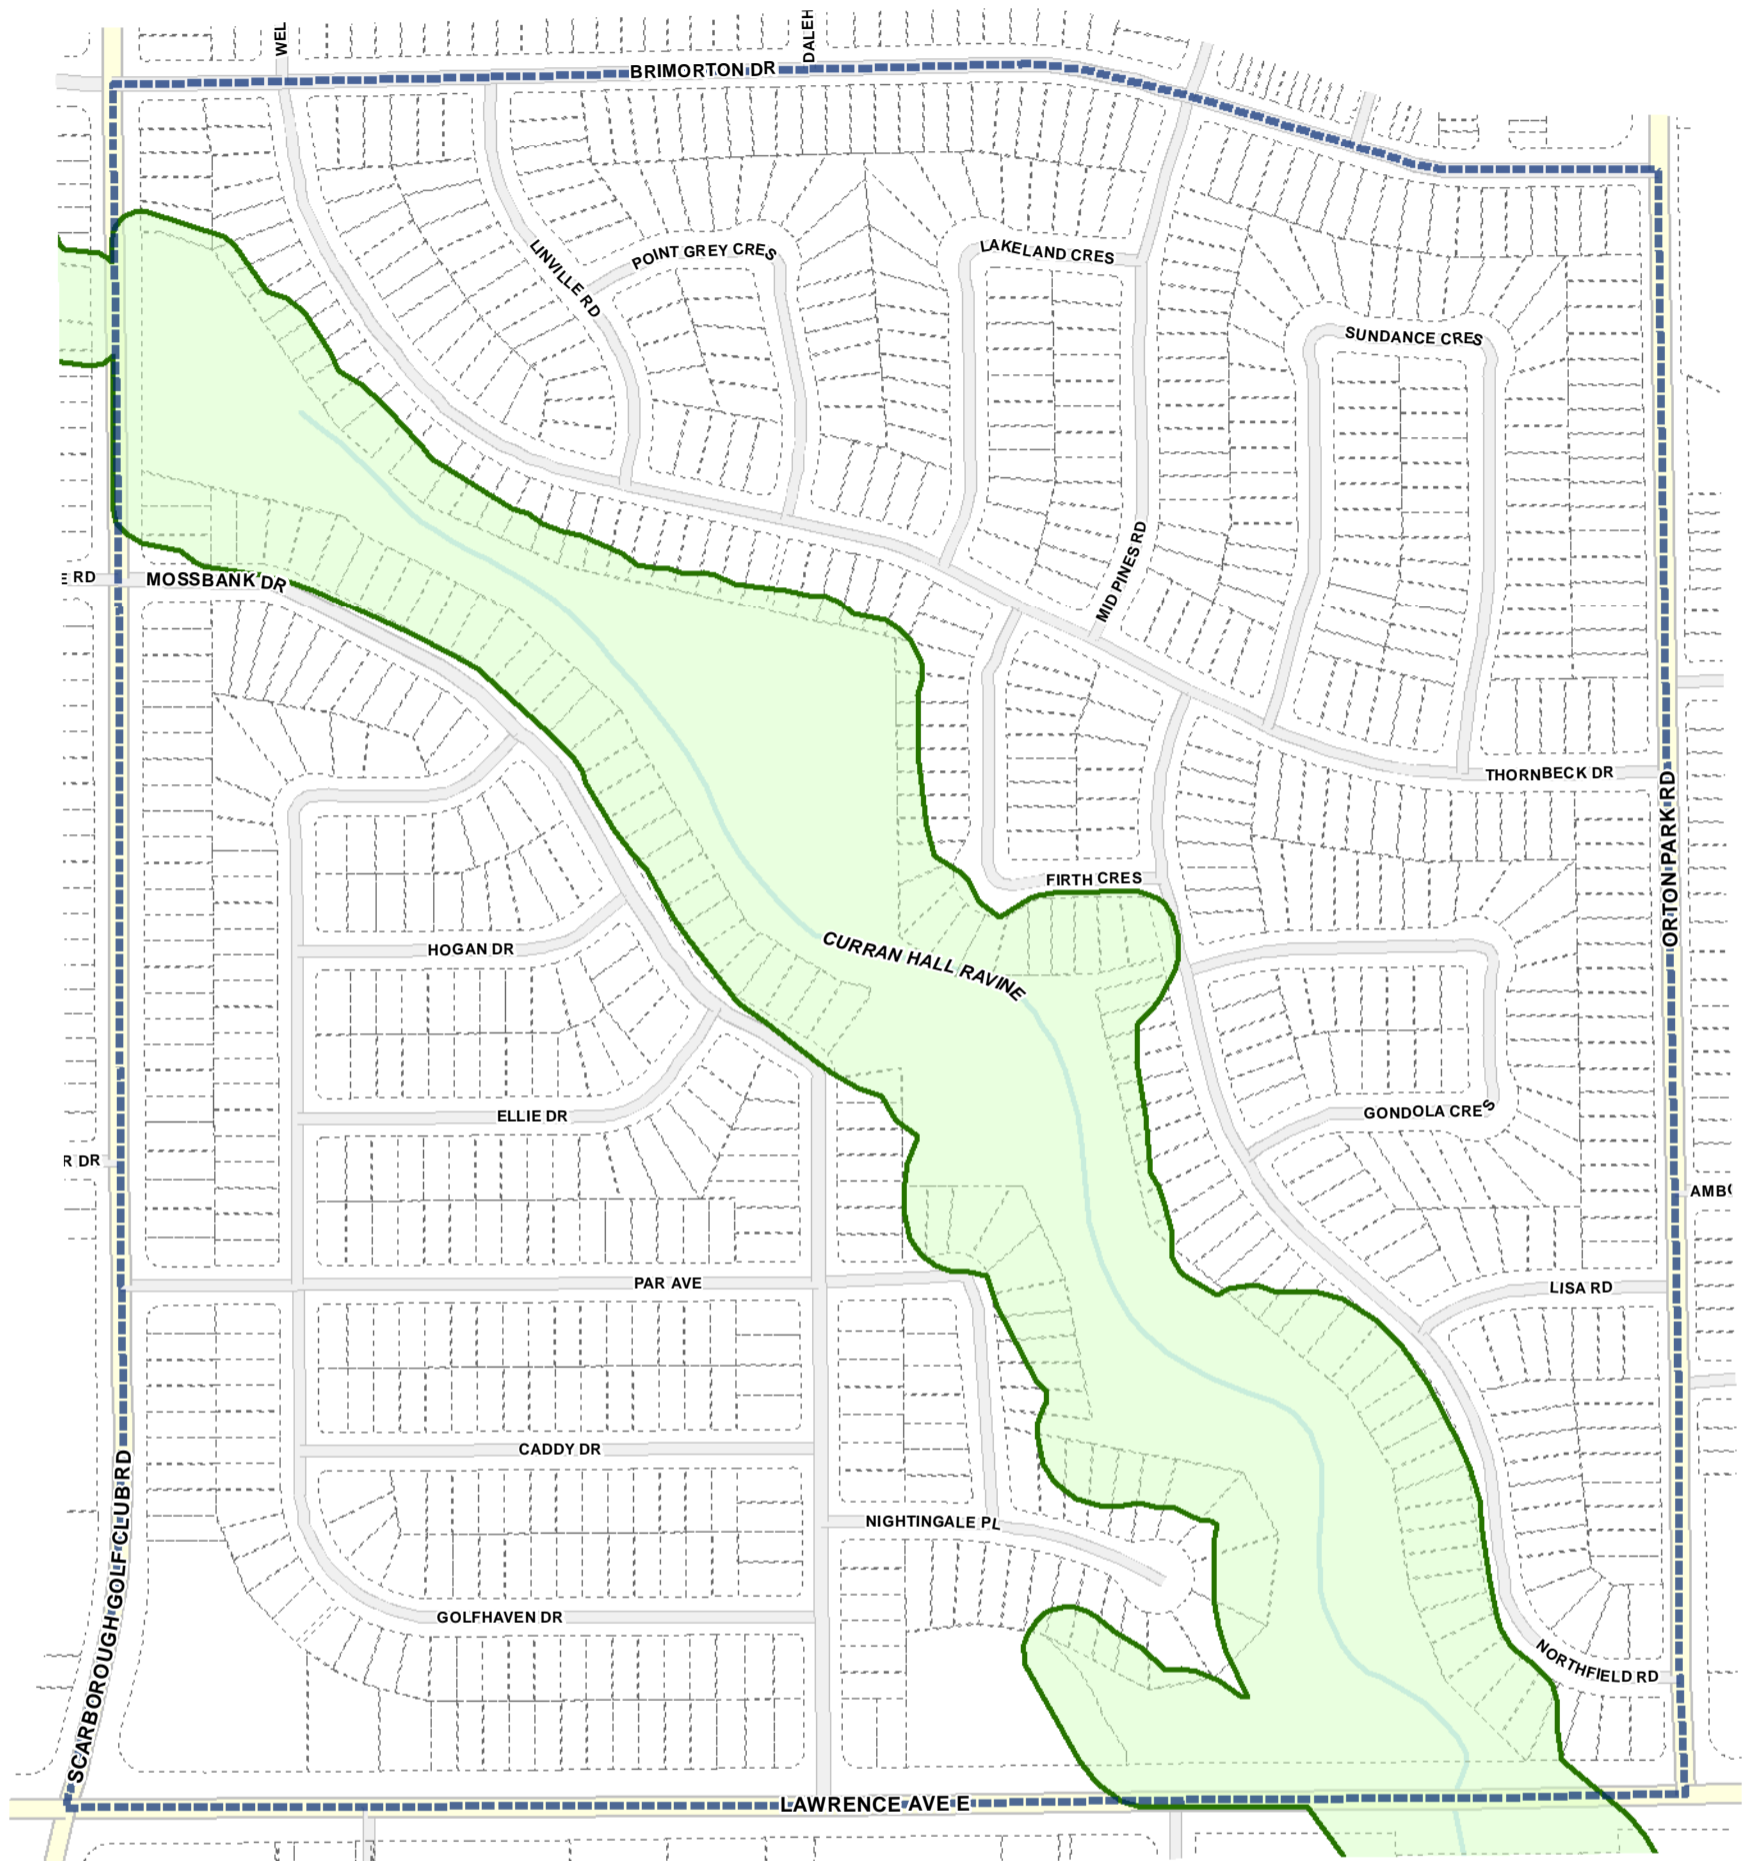 WEL
DALEH
BRIMORTON DR
LINVILLE RD
POINT GREY CRES
LAKELAND CRES
SUNDANCE CRES
MID PINES RD
E RD
MOSSBANK DR
THORNBECK DR
ORTON PARK RD
FIRTH CRES
CURRAN HALL RAVINE
HOGAN DR
ELLIE DR
GONDOLA CRES
R DR
AMB
PAR AVE
LISA RD
CADDY DR
SCARBOROUGH GOLF CLUB RD
NIGHTINGALE PL
GOLFHAVEN DR
NORTHFIELD RD
LAWRENCE AVE E